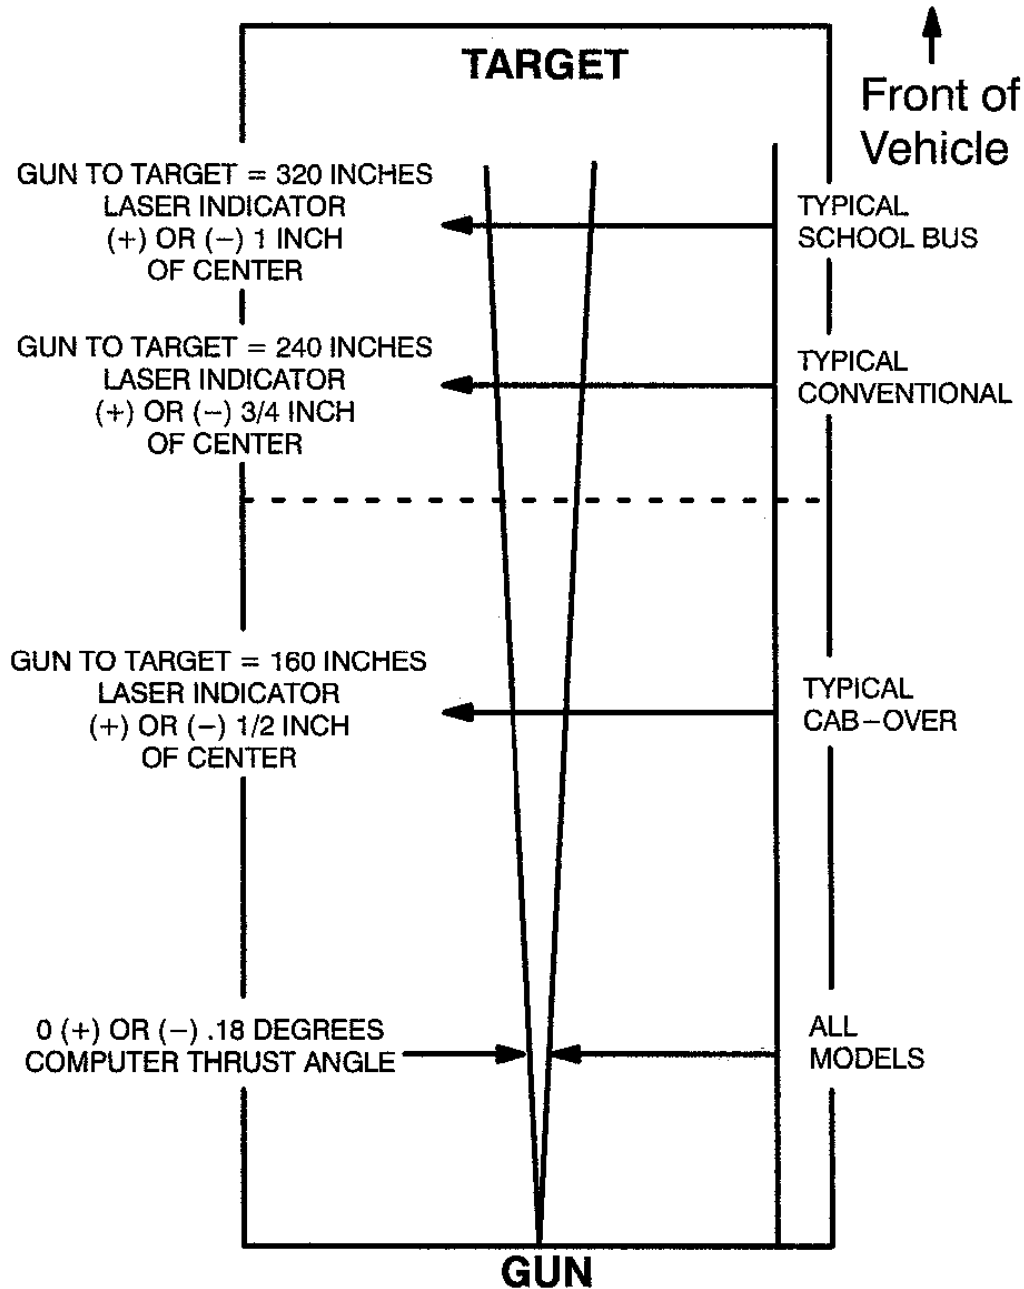 TARGET
Front of
Vehicle
GUN TO TARGET = 320 INCHES
LASER INDICATOR
(+) OR (−) 1 INCH
OF CENTER
TYPICAL
SCHOOL BUS
GUN TO TARGET = 240 INCHES
LASER INDICATOR
(+) OR (−) 3/4 INCH
OF CENTER
TYPICAL
CONVENTIONAL
GUN TO TARGET = 160 INCHES
LASER INDICATOR
(+) OR (−) 1/2 INCH
OF CENTER
TYPICAL
CAB−OVER
0 (+) OR (−) .18 DEGREES
COMPUTER THRUST ANGLE
ALL
MODELS
GUN